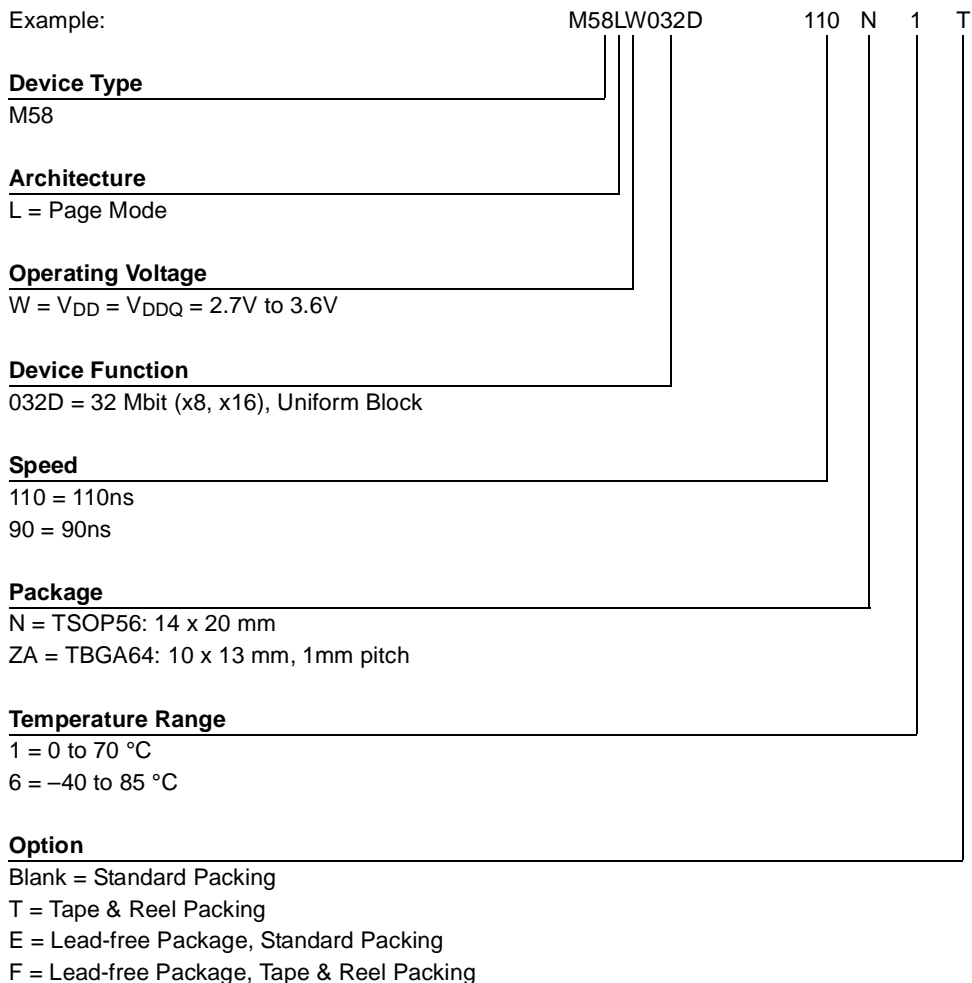 Example: M58LW032D 110 N 1 T
Device Type
M58
Architecture
L = Page Mode
Operating Voltage
W = VDD = VDDQ = 2.7V to 3.6V
Device Function
032D = 32 Mbit (x8, x16), Uniform Block
Speed
110 = 110ns
90 = 90ns
Package
N = TSOP56: 14 x 20 mm
ZA = TBGA64: 10 x 13 mm, 1mm pitch
Temperature Range
1 = 0 to 70 °C
6 = –40 to 85 °C
Option
Blank = Standard Packing
T = Tape & Reel Packing
E = Lead-free Package, Standard Packing
F = Lead-free Package, Tape & Reel Packing